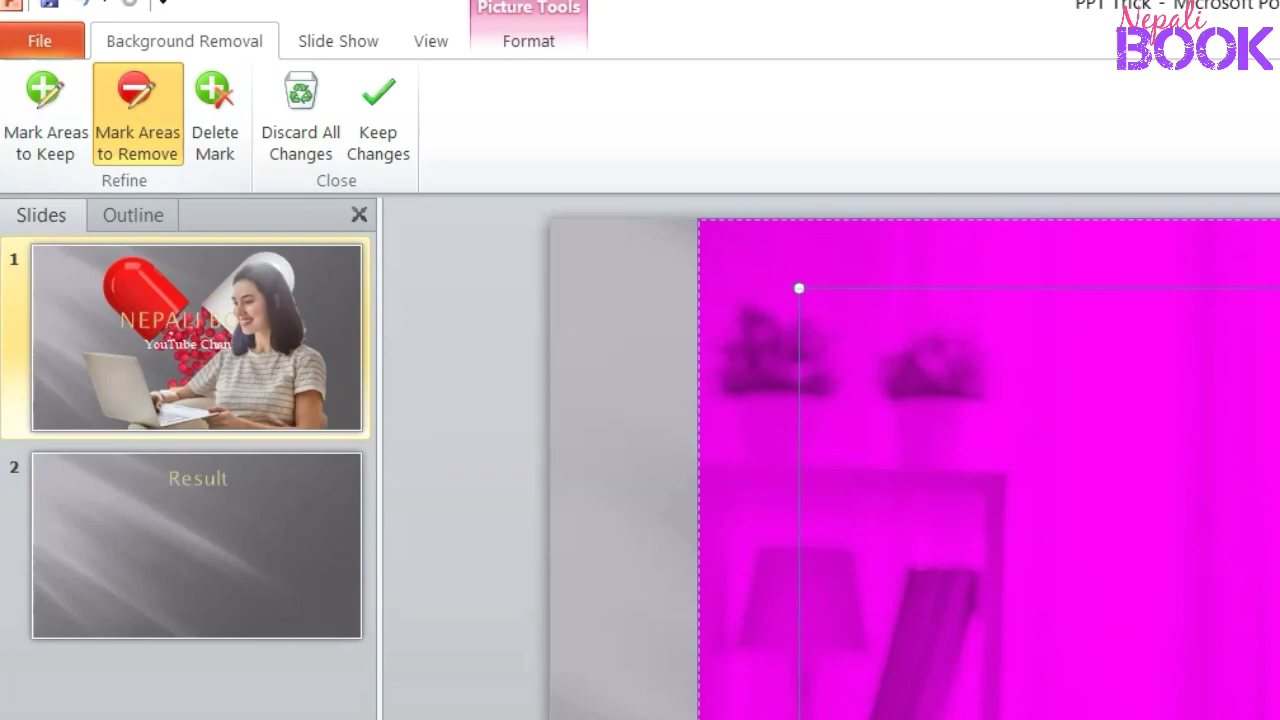 Picture Tools
PPT Trick - Microsoft Po
Nepali
BOOK
File
Background Removal
Slide Show
View
Format
Mark Areas
to Keep
Mark Areas
to Remove
Delete
Mark
Discard All
Changes
Keep
Changes
Refine
Close
Slides
Outline
1
NEPALI BO
YouTube Chan
2
Result